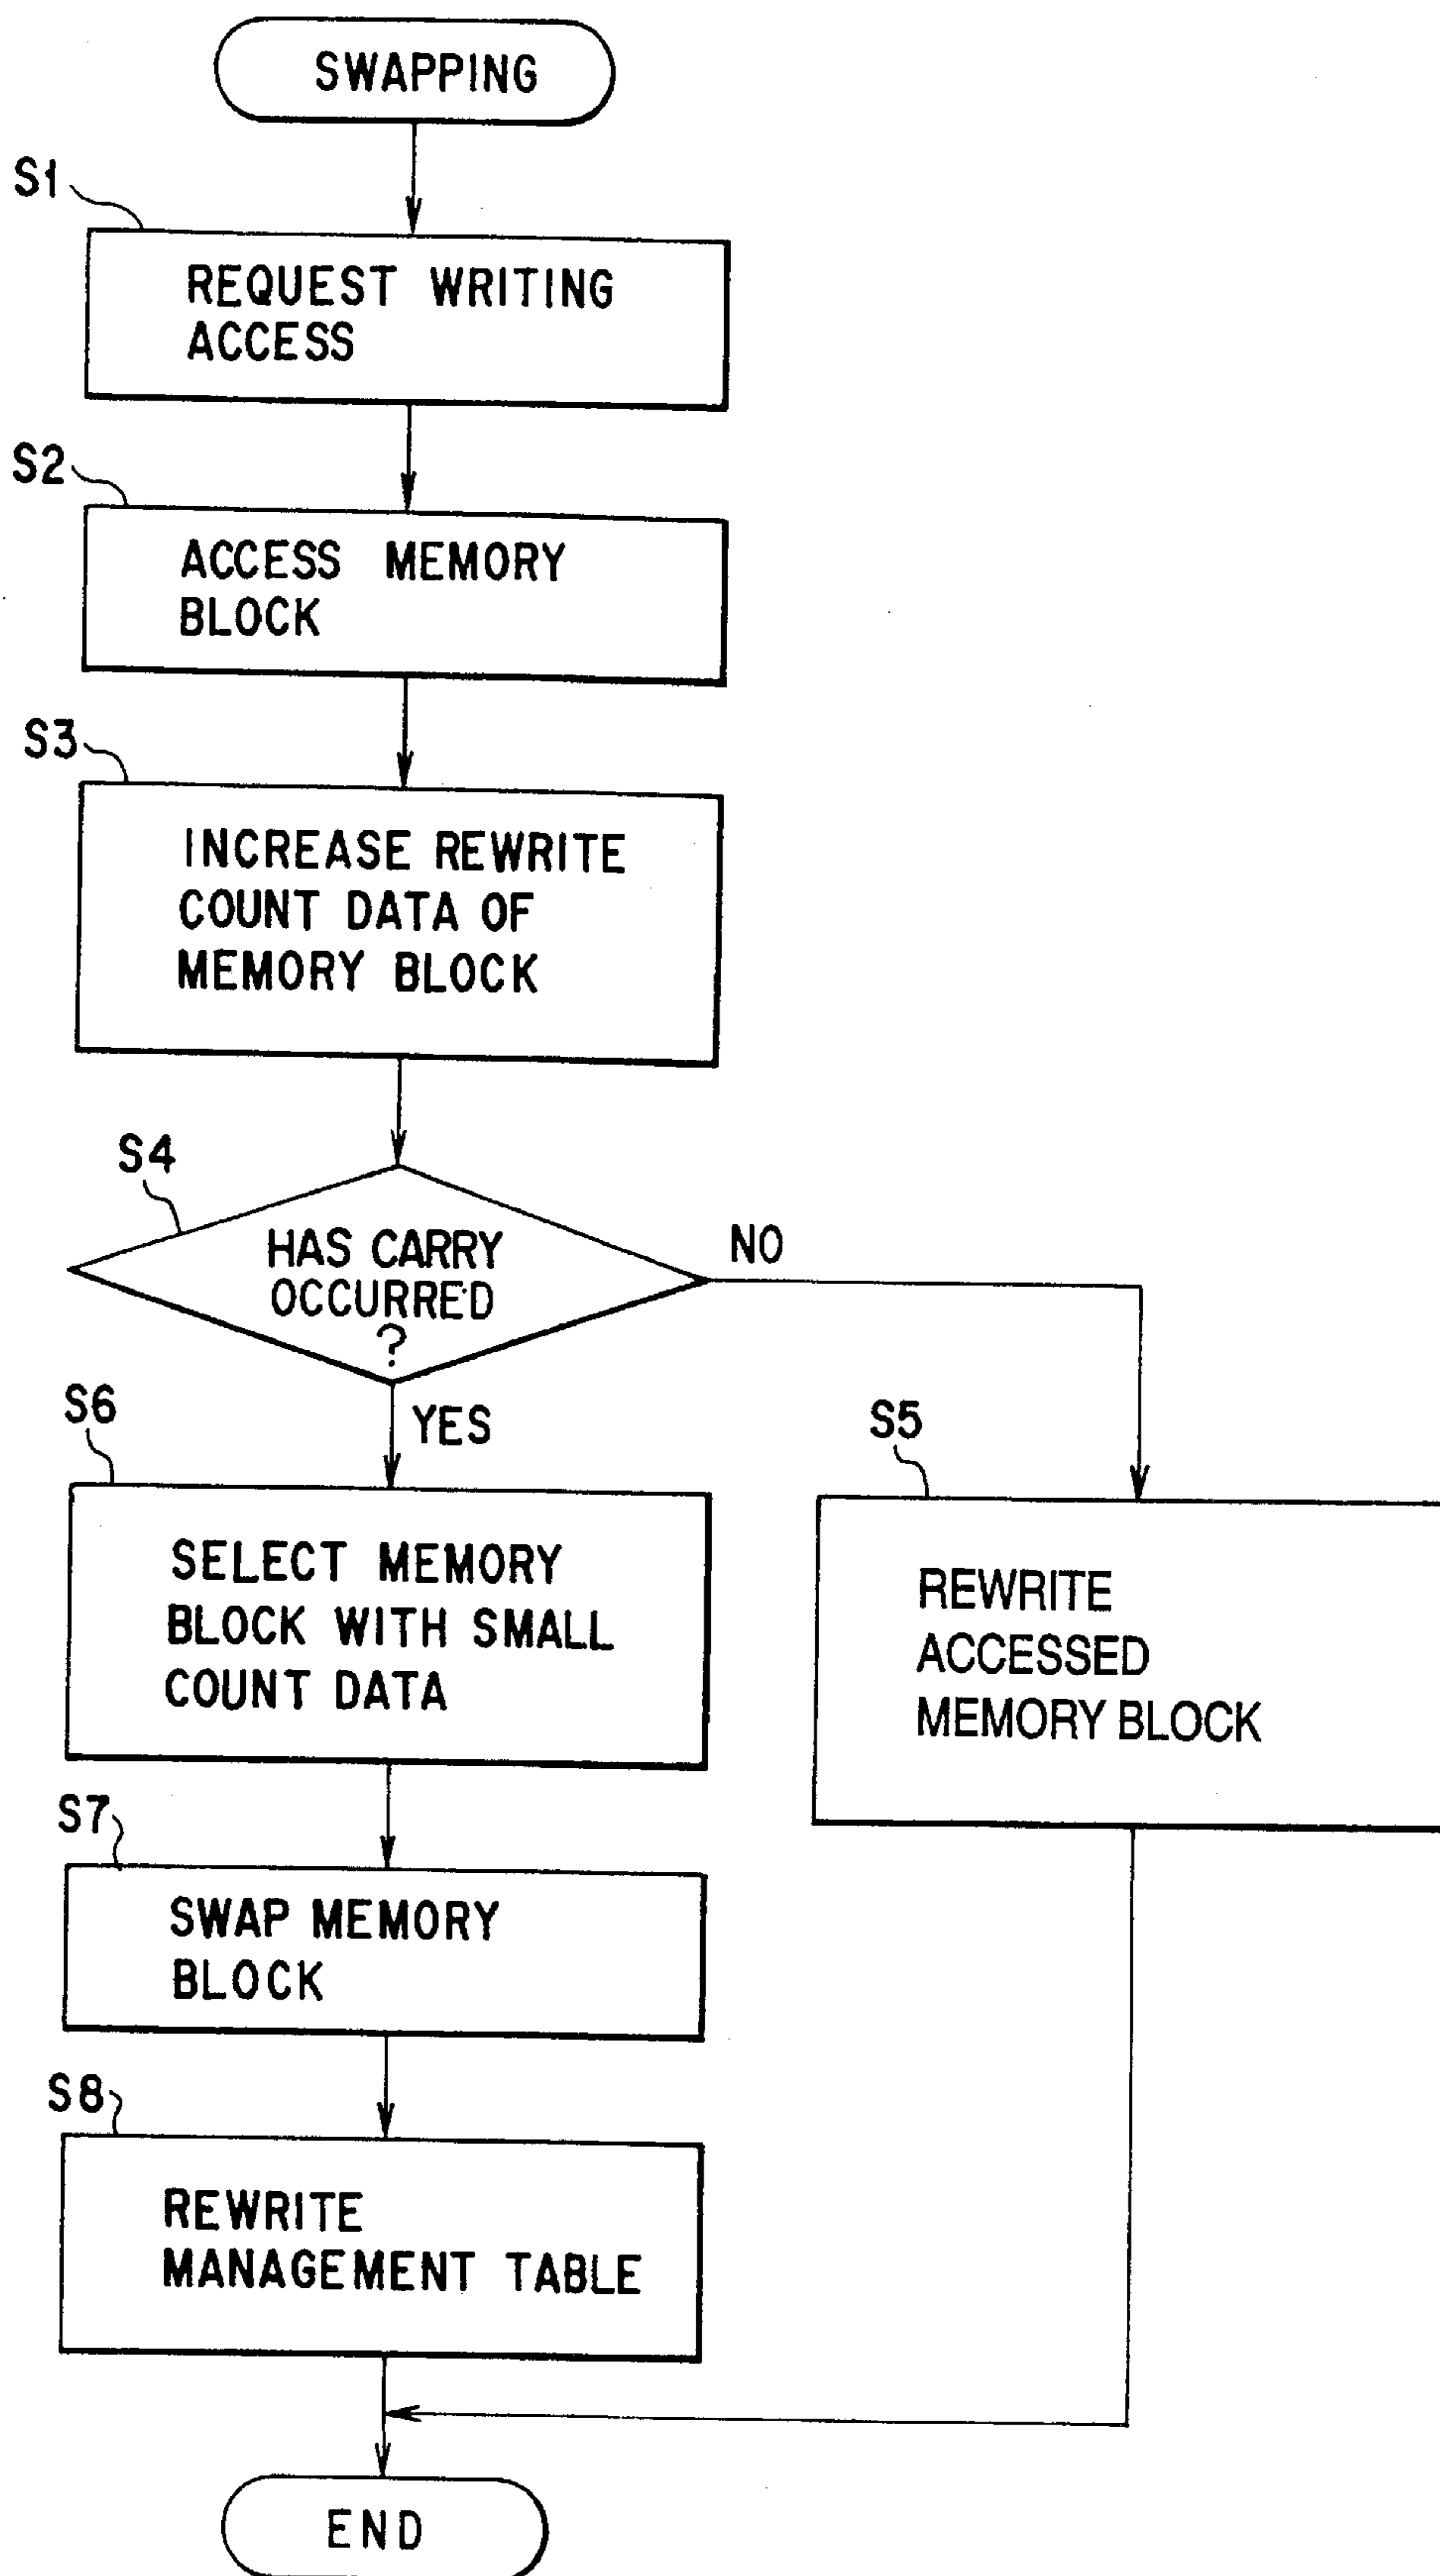 SWAPPING
S1
REQUEST WRITING
ACCESS
S2
ACCESS MEMORY
BLOCK
S3
INCREASE REWRITE
COUNT DATA OF
MEMORY BLOCK
S4
HAS CARRY
OCCURRED
?
NO
YES
S6
SELECT MEMORY
BLOCK WITH SMALL
COUNT DATA
S5
REWRITE
ACCESSED
MEMORY BLOCK
S7
SWAP MEMORY
BLOCK
S8
REWRITE
MANAGEMENT TABLE
END